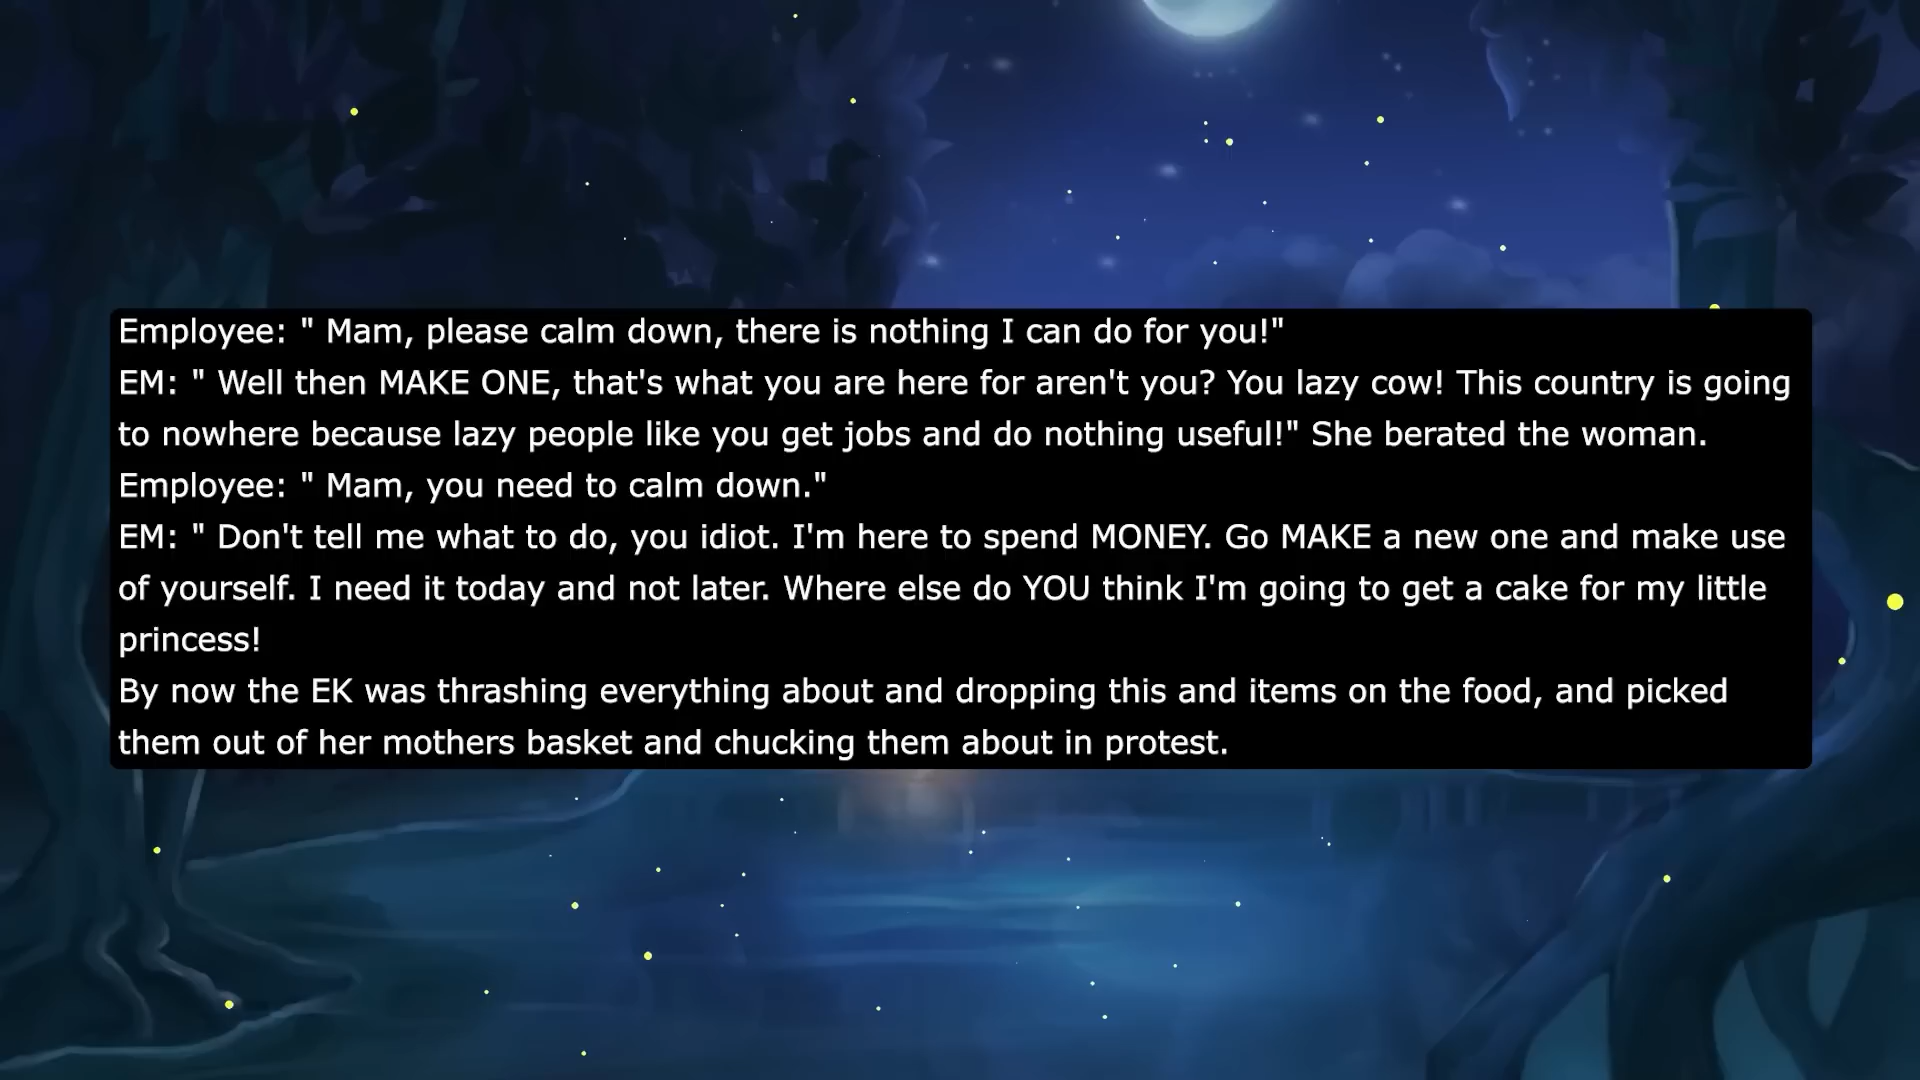 Employee: " Mam, please calm down, there is nothing I can do for you!"
EM: " Well then MAKE ONE, that's what you are here for aren't you? You lazy cow! This country is going
to nowhere because lazy people like you get jobs and do nothing useful!" She berated the woman.
Employee: " Mam, you need to calm down."
EM: " Don't tell me what to do, you idiot. I'm here to spend MONEY. Go MAKE a new one and make use
of yourself. I need it today and not later. Where else do YOU think I'm going to get a cake for my little
princess!
By now the EK was thrashing everything about and dropping this and items on the food, and picked
them out of her mothers basket and chucking them about in protest.